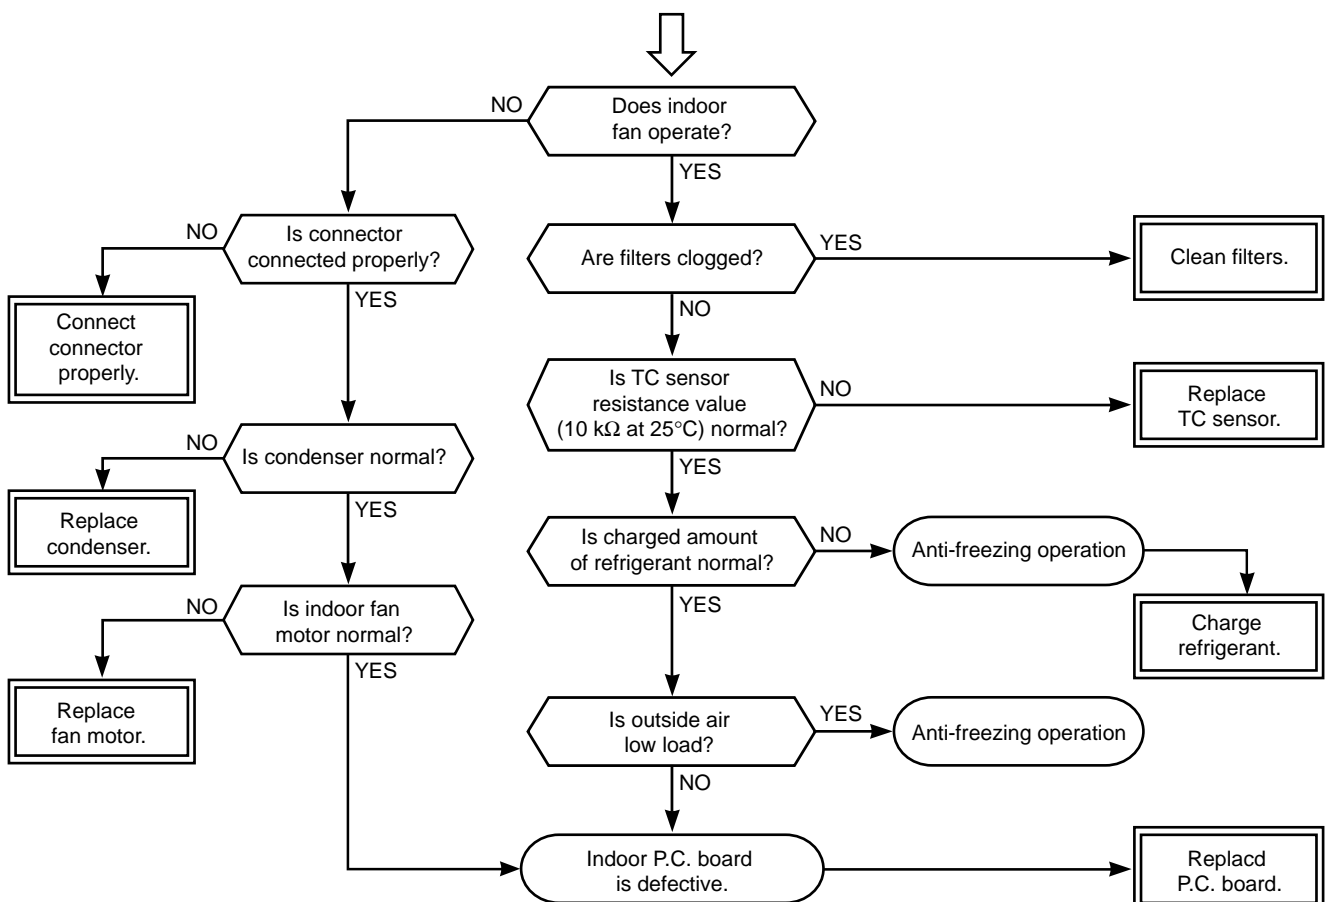 NO
Does indoor
fan operate?
YES
NO
Is connector
connected properly?
YES
Are filters clogged?
YES
Clean filters.
NO
Connect
connector
properly.
Is TC sensor
resistance value
(10 kΩ at 25°C) normal?
NO
Replace
TC sensor.
YES
NO
Is condenser normal?
YES
Replace
condenser.
Is charged amount
of refrigerant normal?
NO
Anti-freezing operation
YES
Charge
refrigerant.
NO
Is indoor fan
motor normal?
YES
Replace
fan motor.
Is outside air
low load?
YES
Anti-freezing operation
NO
Indoor P.C. board
is defective.
Replacd
P.C. board.